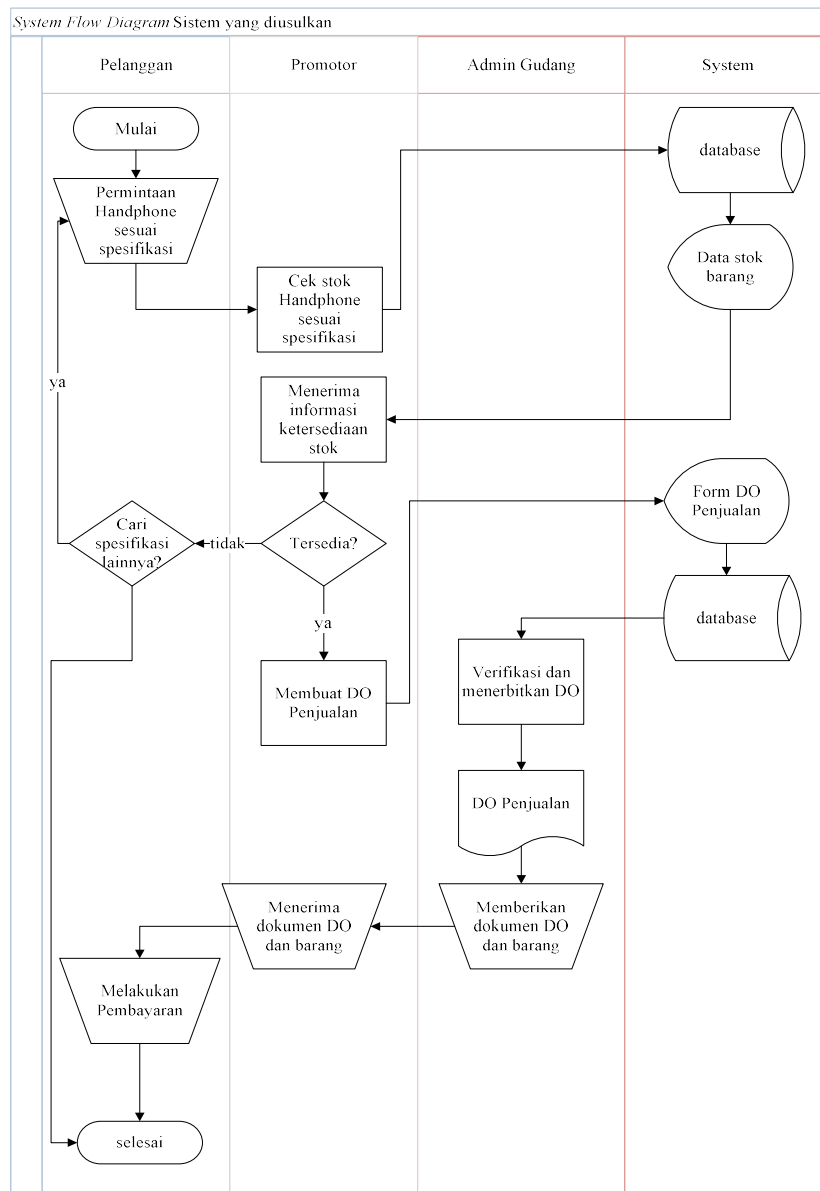 System Flow Diagram Sistem yang diusulkan
Pelanggan
Promotor
Admin Gudang
System
Mulai
database
Permintaan
Handphone
sesuai
spesifikasi
Data stok
barang
Cek stok
Handphone
sesuai
spesifikasi
ya
Menerima
informasi
ketersediaan
stok
Form DO
Penjualan
Cari
spesifikasi
lainnya?
tidak
Tersedia?
ya
database
Verifikasi dan
menerbitkan DO
Membuat DO
Penjualan
DO Penjualan
Menerima
dokumen DO
dan barang
Memberikan
dokumen DO
dan barang
Melakukan
Pembayaran
selesai